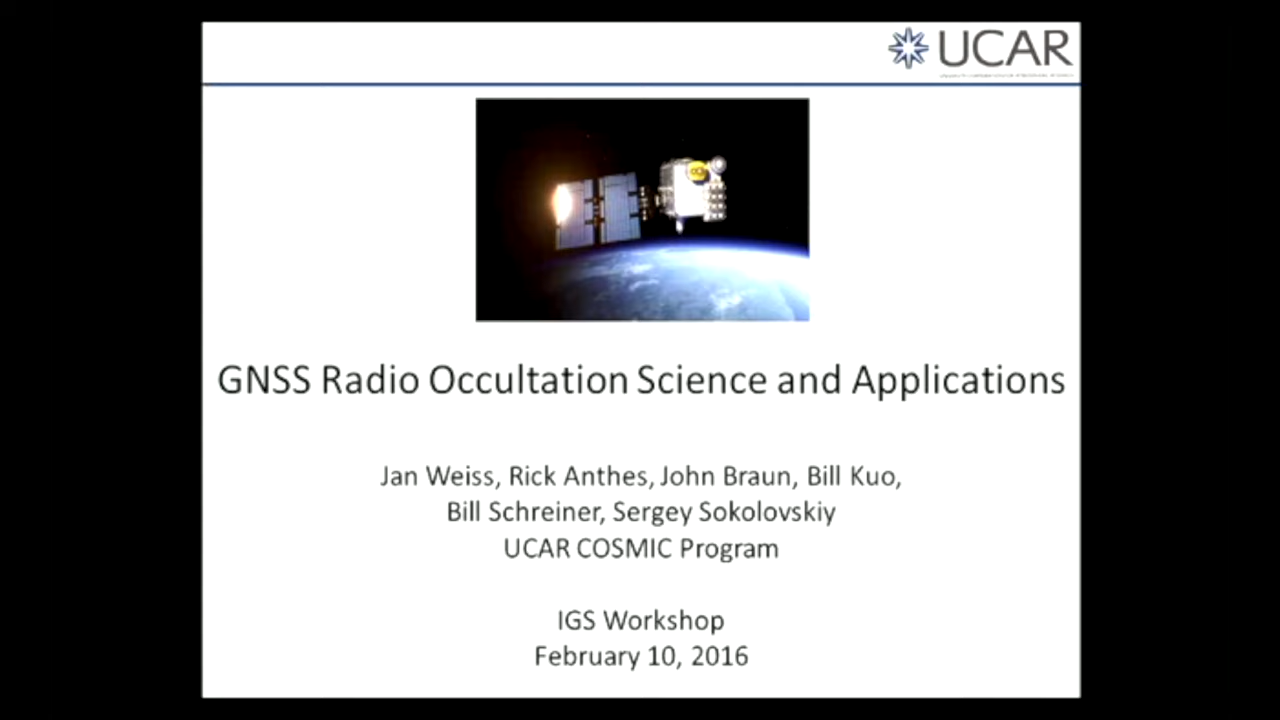 UCAR
GNSS Radio Occultation Science and Applications
Jan Weiss, Rick Anthes, John Braun, Bill Kuo,
Bill Schreiner, Sergey Sokolovskiy
UCAR COSMIC Program
IGS Workshop
February 10, 2016